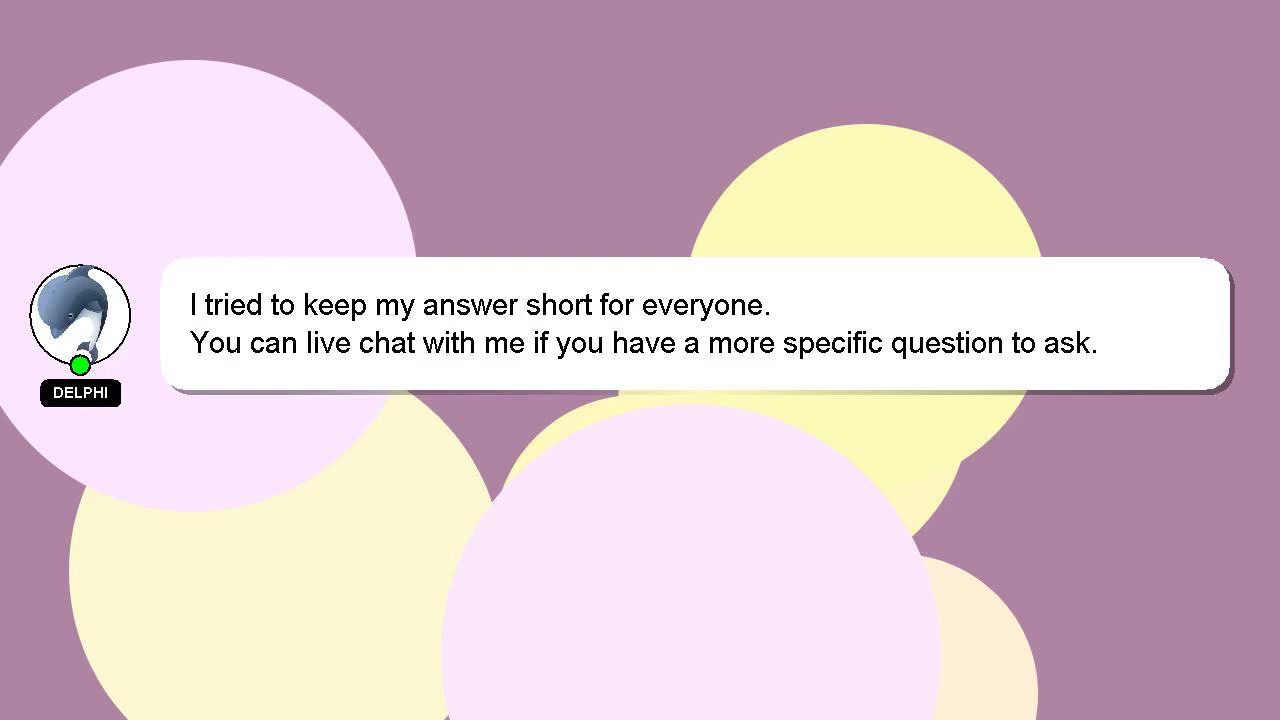 I tried to keep my answer short for everyone.
You can live chat with me if you have a more specific question to ask.
DELPHI